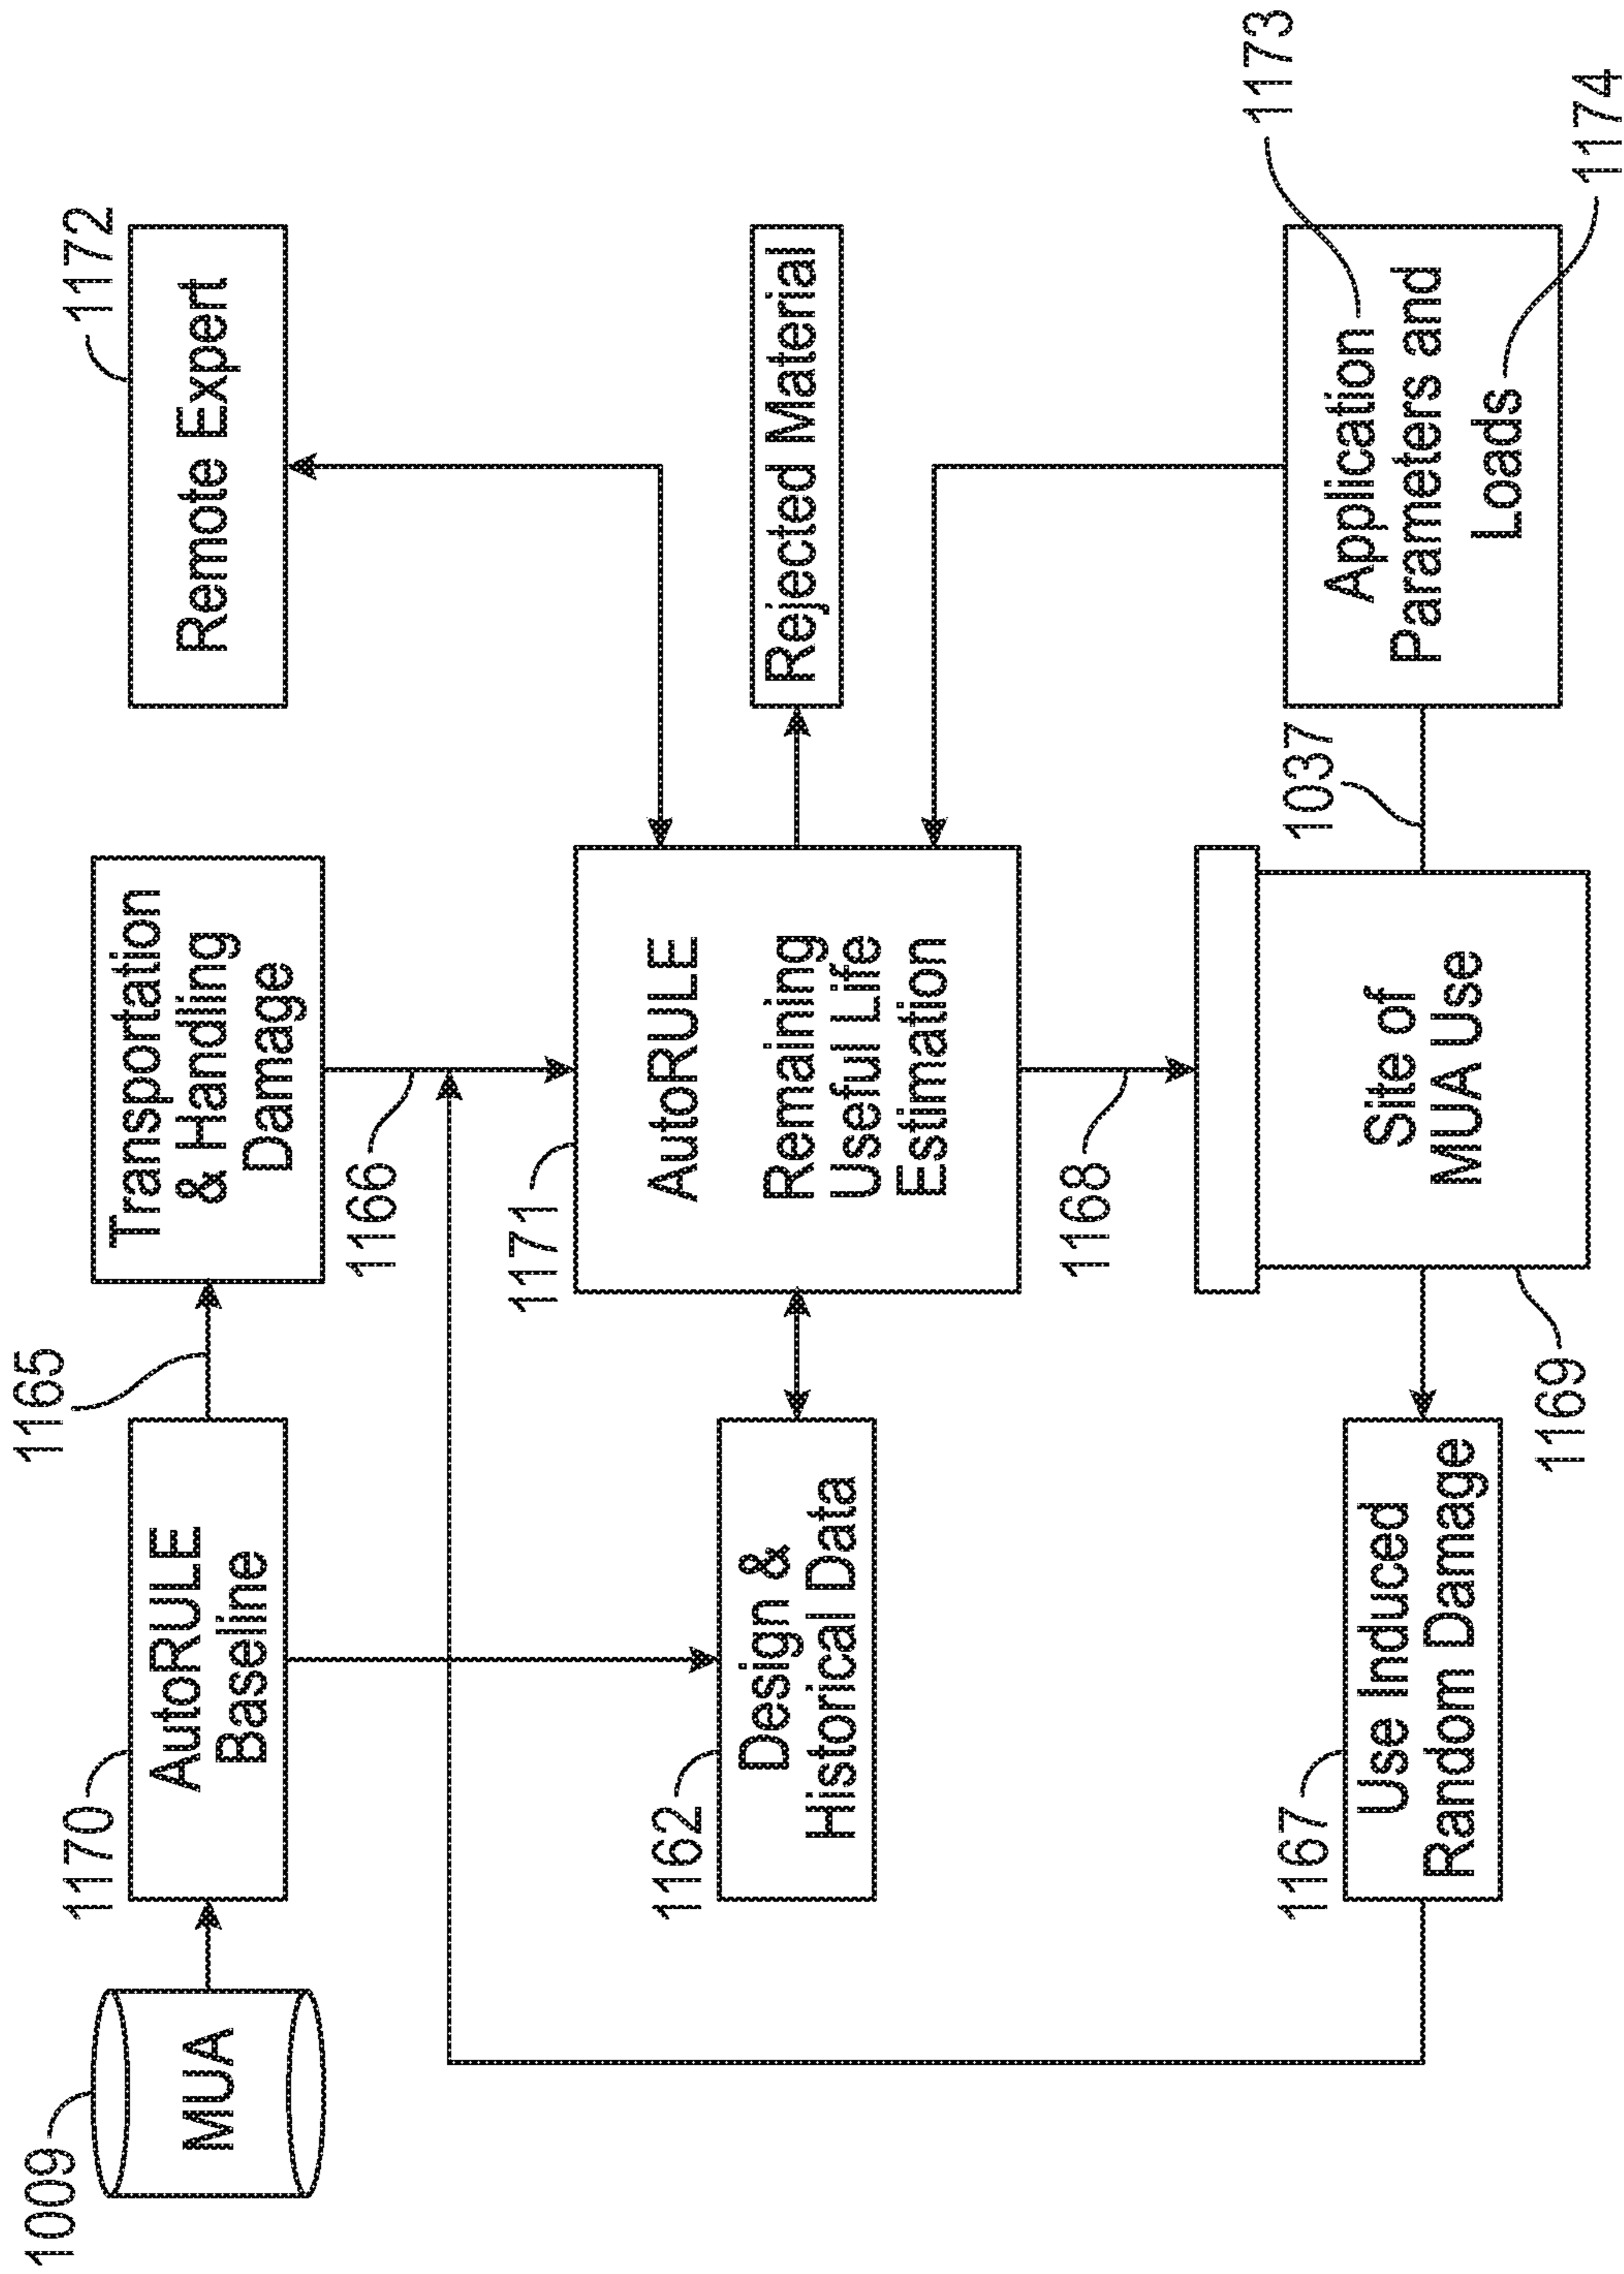 1009
MUA
1170
AutoRULE
Baseline
1165
Transportation
& Handling
Damage
1172
Remote Expert
1166
1162
Design &
Historical Data
1171
AutoRULE
Remaining
Useful Life
Estimation
Rejected Material
1168
1167
Use Induced
Random Damage
1169
Site of
MUA Use
1037
1173
Application
Parameters and
Loads
1174